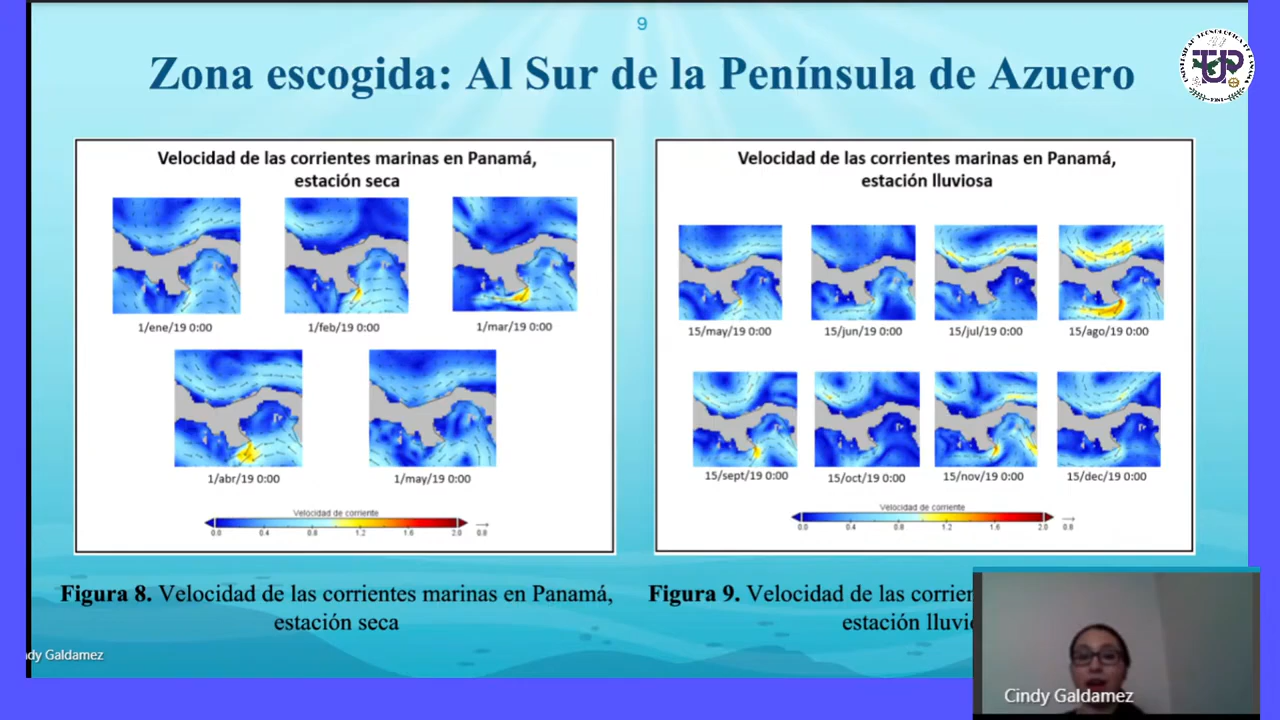 9
Zona escogida: Al Sur de la Península de Azuero
Velocidad de las corrientes marinas en Panamá,
estación seca
1/ene/19 0:00
1/feb/19 0:00
1/mar/19 0:00
1/abr/19 0:00
1/may/19 0:00
Velocidad de corriente
0.0 0.4 0.8 1.2 1.6 2.0 0.8
Velocidad de las corrientes marinas en Panamá,
estación lluviosa
15/may/19 0:00
15/jun/19 0:00
15/jul/19 0:00
15/ago/19 0:00
15/sept/19 0:00
15/oct/19 0:00
15/nov/19 0:00
15/dec/19 0:00
Velocidad de corriente
0.0 0.4 0.8 1.2 1.6 2.0 0.8
Figura 8. Velocidad de las corrientes marinas en Panamá,
estación seca
Figura 9. Velocidad de las corrien
estación lluvi
dy Galdamez
Cindy Galdamez
UTP